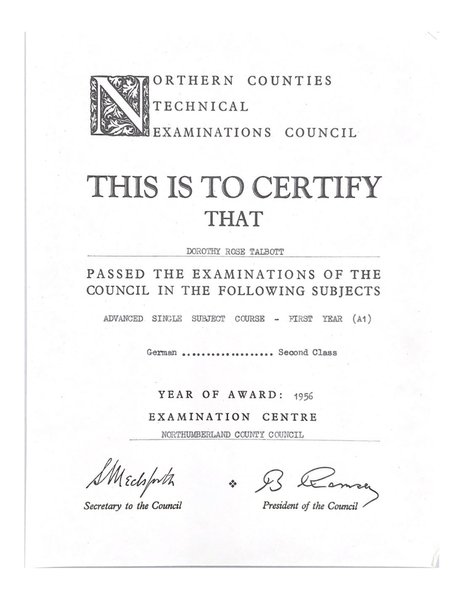 NORTHERN COUNTIES
TECHNICAL
EXAMINATIONS COUNCIL
THIS IS TO CERTIFY
THAT
DOROTHY ROSE TALBOTT
PASSED THE EXAMINATIONS OF THE
COUNCIL IN THE FOLLOWING SUBJECTS
ADVANCED SINGLE SUBJECT COURSE - FIRST YEAR (A1)
German .................. Second Class
YEAR OF AWARD: 1956
EXAMINATION CENTRE
NORTHUMBERLAND COUNTY COUNCIL
B Ramsey
Secretary to the Council
President of the Council